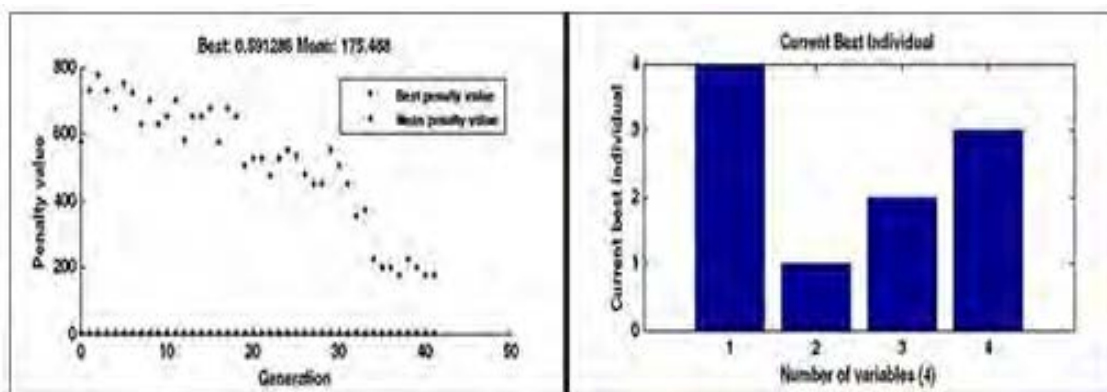 Best: 0.591286 Mean: 175.488
800
600
400
200
0
Penalty value
Best penalty value
Mean penalty value
0 10 20 30 40 50
Generation
Current Best Individual
4
3
2
1
0
Current best individual
1 2 3 4
Number of variables (4)